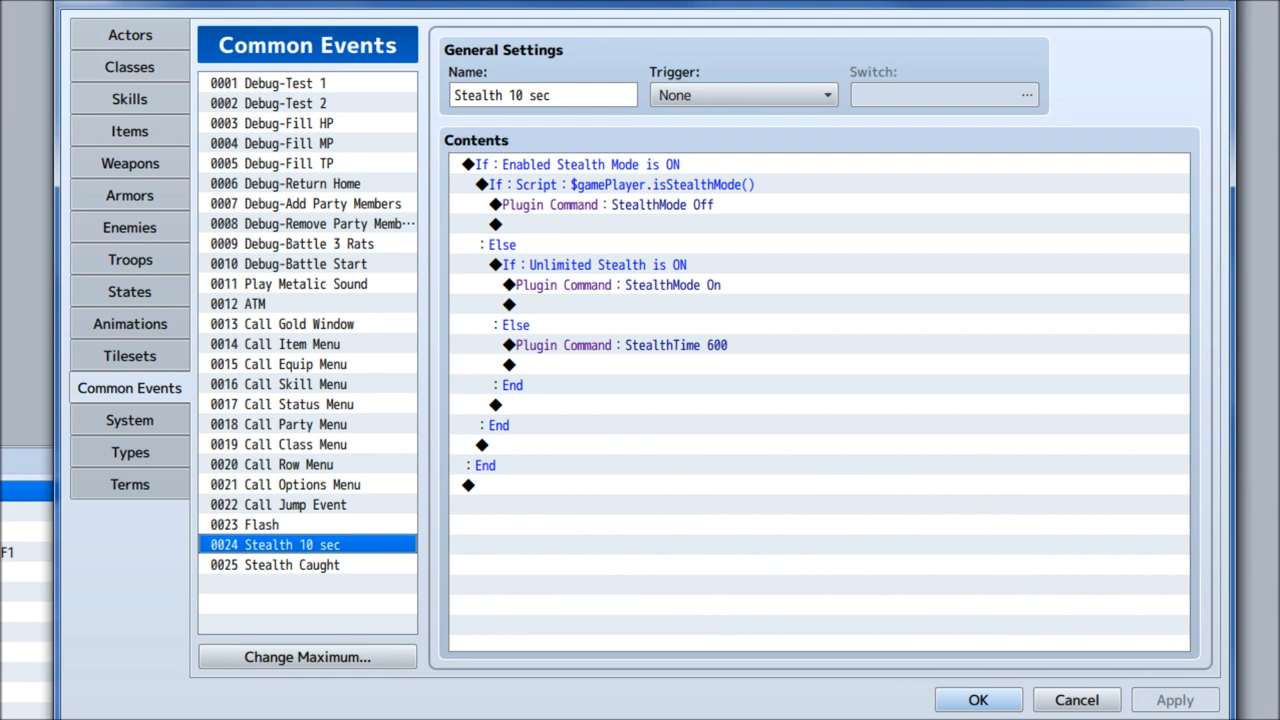 Actors
Classes
Skills
Items
Weapons
Armors
Enemies
Troops
States
Animations
Tilesets
Common Events
System
Types
Terms
F1
Common Events
0001 Debug-Test 1
0002 Debug-Test 2
0003 Debug-Fill HP
0004 Debug-Fill MP
0005 Debug-Fill TP
0006 Debug-Return Home
0007 Debug-Add Party Members
0008 Debug-Remove Party Memb…
0009 Debug-Battle 3 Rats
0010 Debug-Battle Start
0011 Play Metalic Sound
0012 ATM
0013 Call Gold Window
0014 Call Item Menu
0015 Call Equip Menu
0016 Call Skill Menu
0017 Call Status Menu
0018 Call Party Menu
0019 Call Class Menu
0020 Call Row Menu
0021 Call Options Menu
0022 Call Jump Event
0023 Flash
0024 Stealth 10 sec
0025 Stealth Caught
Change Maximum...
General Settings
Name: Trigger: Switch:
Stealth 10 sec None ...
Contents
◆If：Enabled Stealth Mode is ON
◆If：Script：$gamePlayer.isStealthMode()
◆Plugin Command：StealthMode Off
◆
：Else
◆If：Unlimited Stealth is ON
◆Plugin Command：StealthMode On
◆
：Else
◆Plugin Command：StealthTime 600
◆
：End
◆
：End
◆
：End
◆
OK Cancel Apply